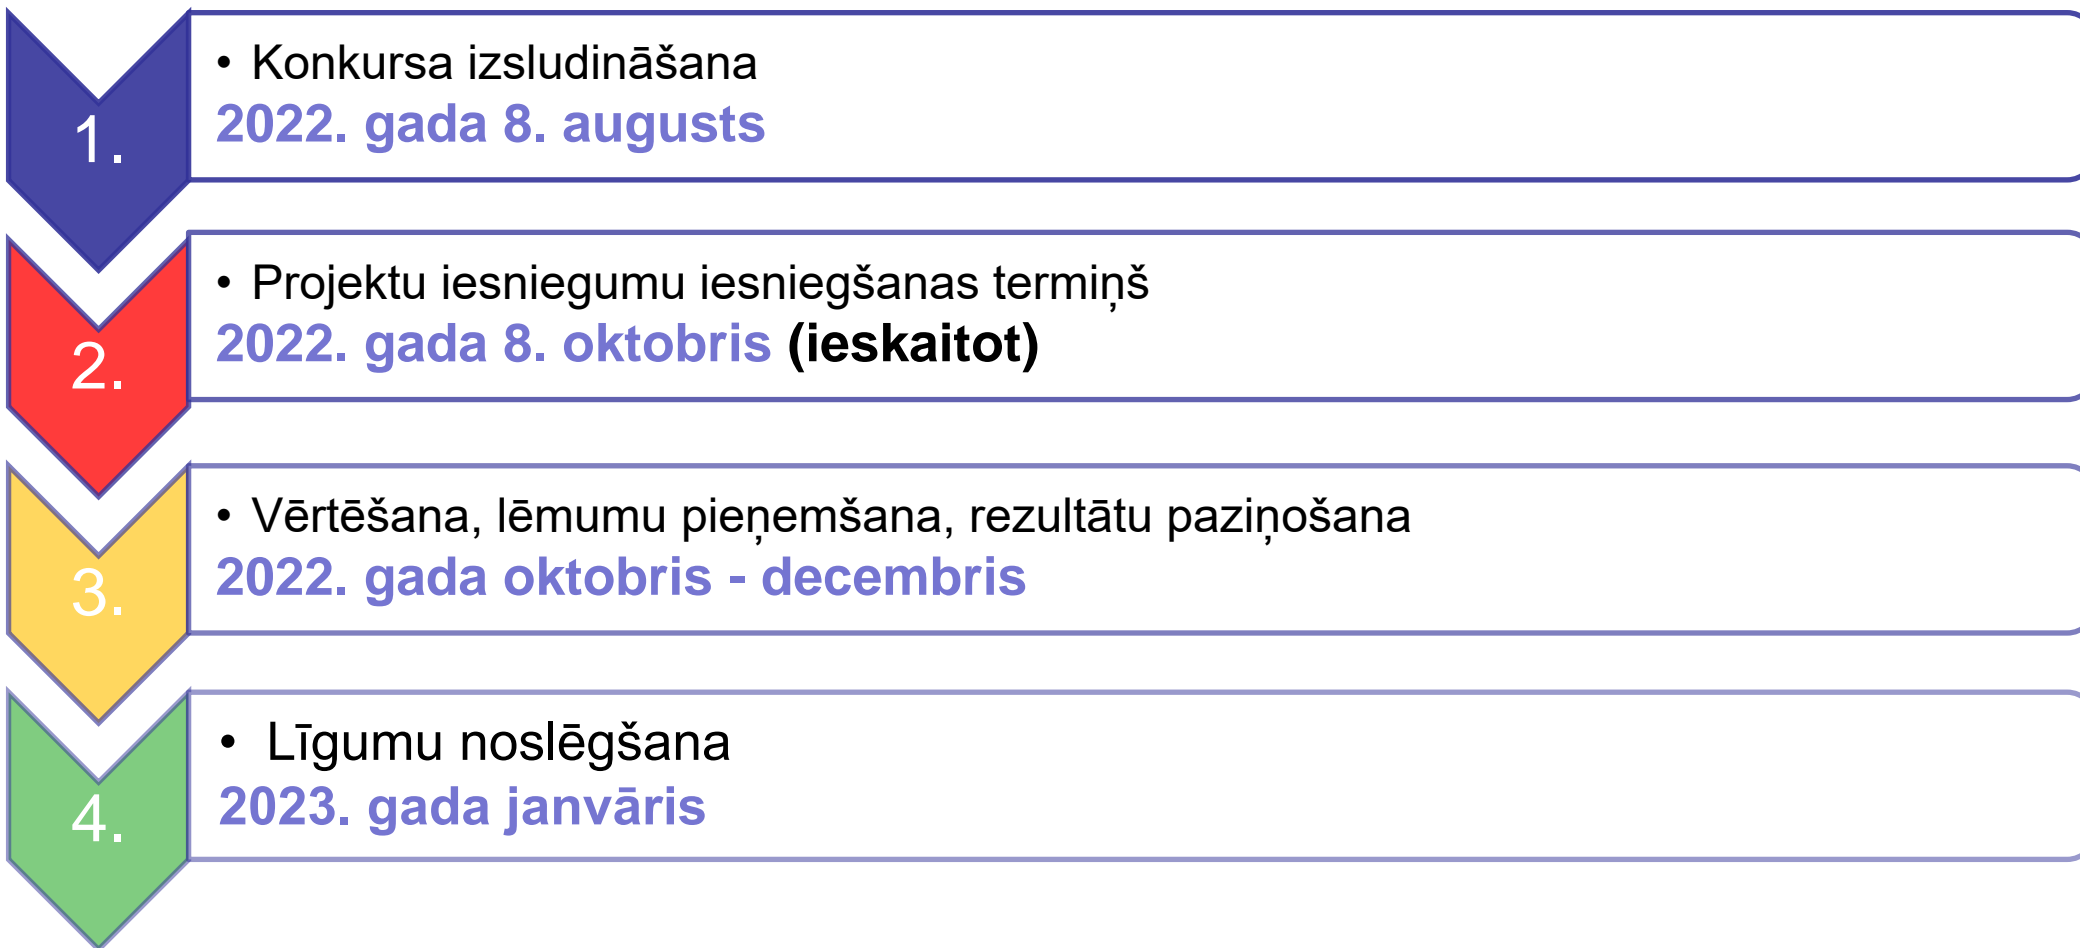 1.
• Konkursa izsludināšana
2022. gada 8. augusts
2.
• Projektu iesniegumu iesniegšanas termiņš
2022. gada 8. oktobris (ieskaitot)
3.
• Vērtēšana, lēmumu pieņemšana, rezultātu paziņošana
2022. gada oktobris - decembris
4.
• Līgumu noslēgšana
2023. gada janvāris